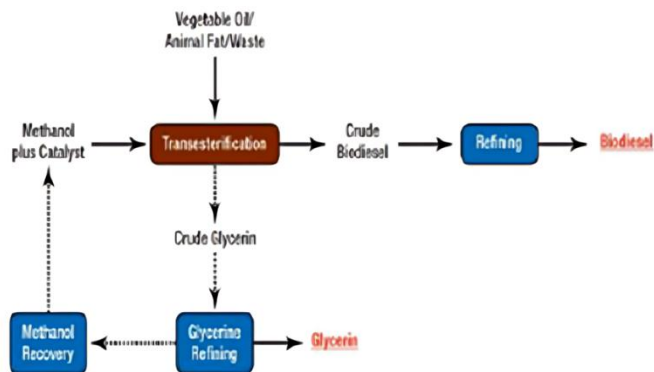 Vegetable Oil/
Animal Fat/Waste
Methanol
plus Catalyst
Transesterification
Crude
Biodiesel
Refining
Biodiesel
Crude Glycerin
Methanol
Recovery
Glycerine
Refining
Glycerin